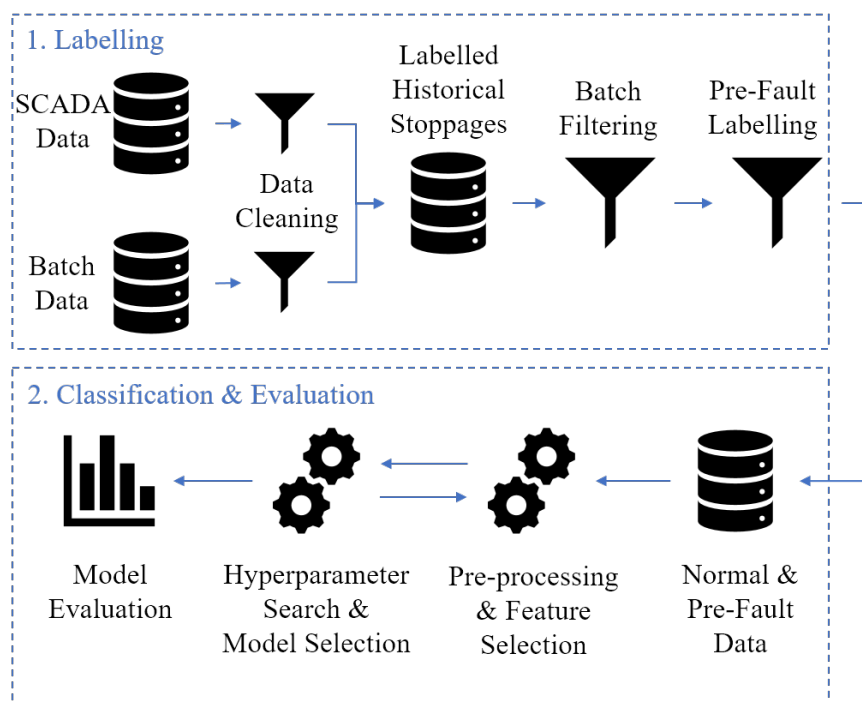 1. Labelling
SCADA
Data
Batch
Data
Data
Cleaning
Labelled
Historical
Stoppages
Batch
Filtering
Pre-Fault
Labelling
2. Classification & Evaluation
Model
Evaluation
Hyperparameter
Search &
Model Selection
Pre-processing
& Feature
Selection
Normal &
Pre-Fault
Data